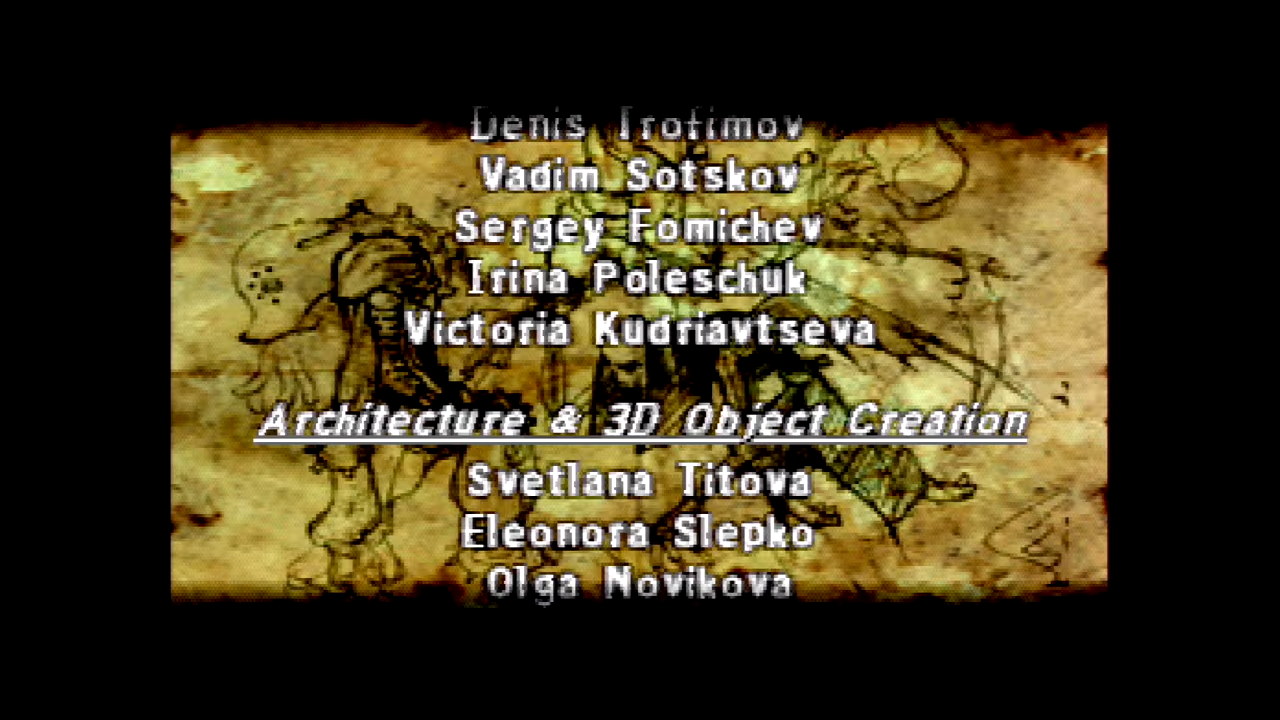 Denis Trofimov
Vadim Sotskov
Sergey Fomichev
Irina Poleschuk
Victoria Kudriavtseva
Architecture & 3D Object Creation
Svetlana Titova
Eleonora Slepko
Olga Novikova